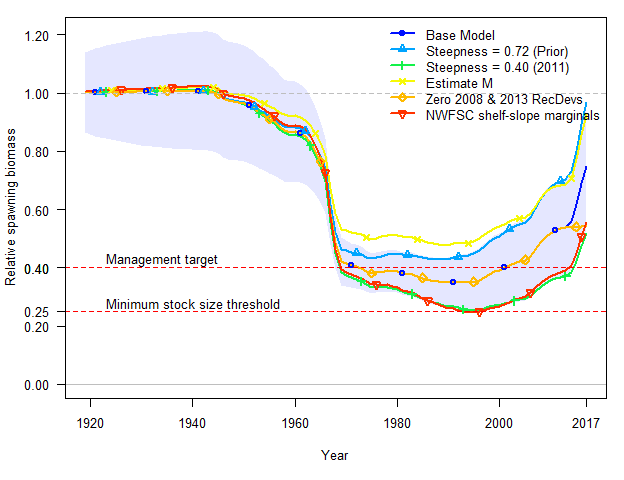 Relative spawning biomass
1.20
1.00
0.80
0.60
0.40
0.25
0.20
0.00
Base Model
Steepness = 0.72 (Prior)
Steepness = 0.40 (2011)
Estimate M
Zero 2008 & 2013 RecDevs
NWFSC shelf-slope marginals
Management target
Minimum stock size threshold
1920
1940
1960
1980
2000
2017
Year